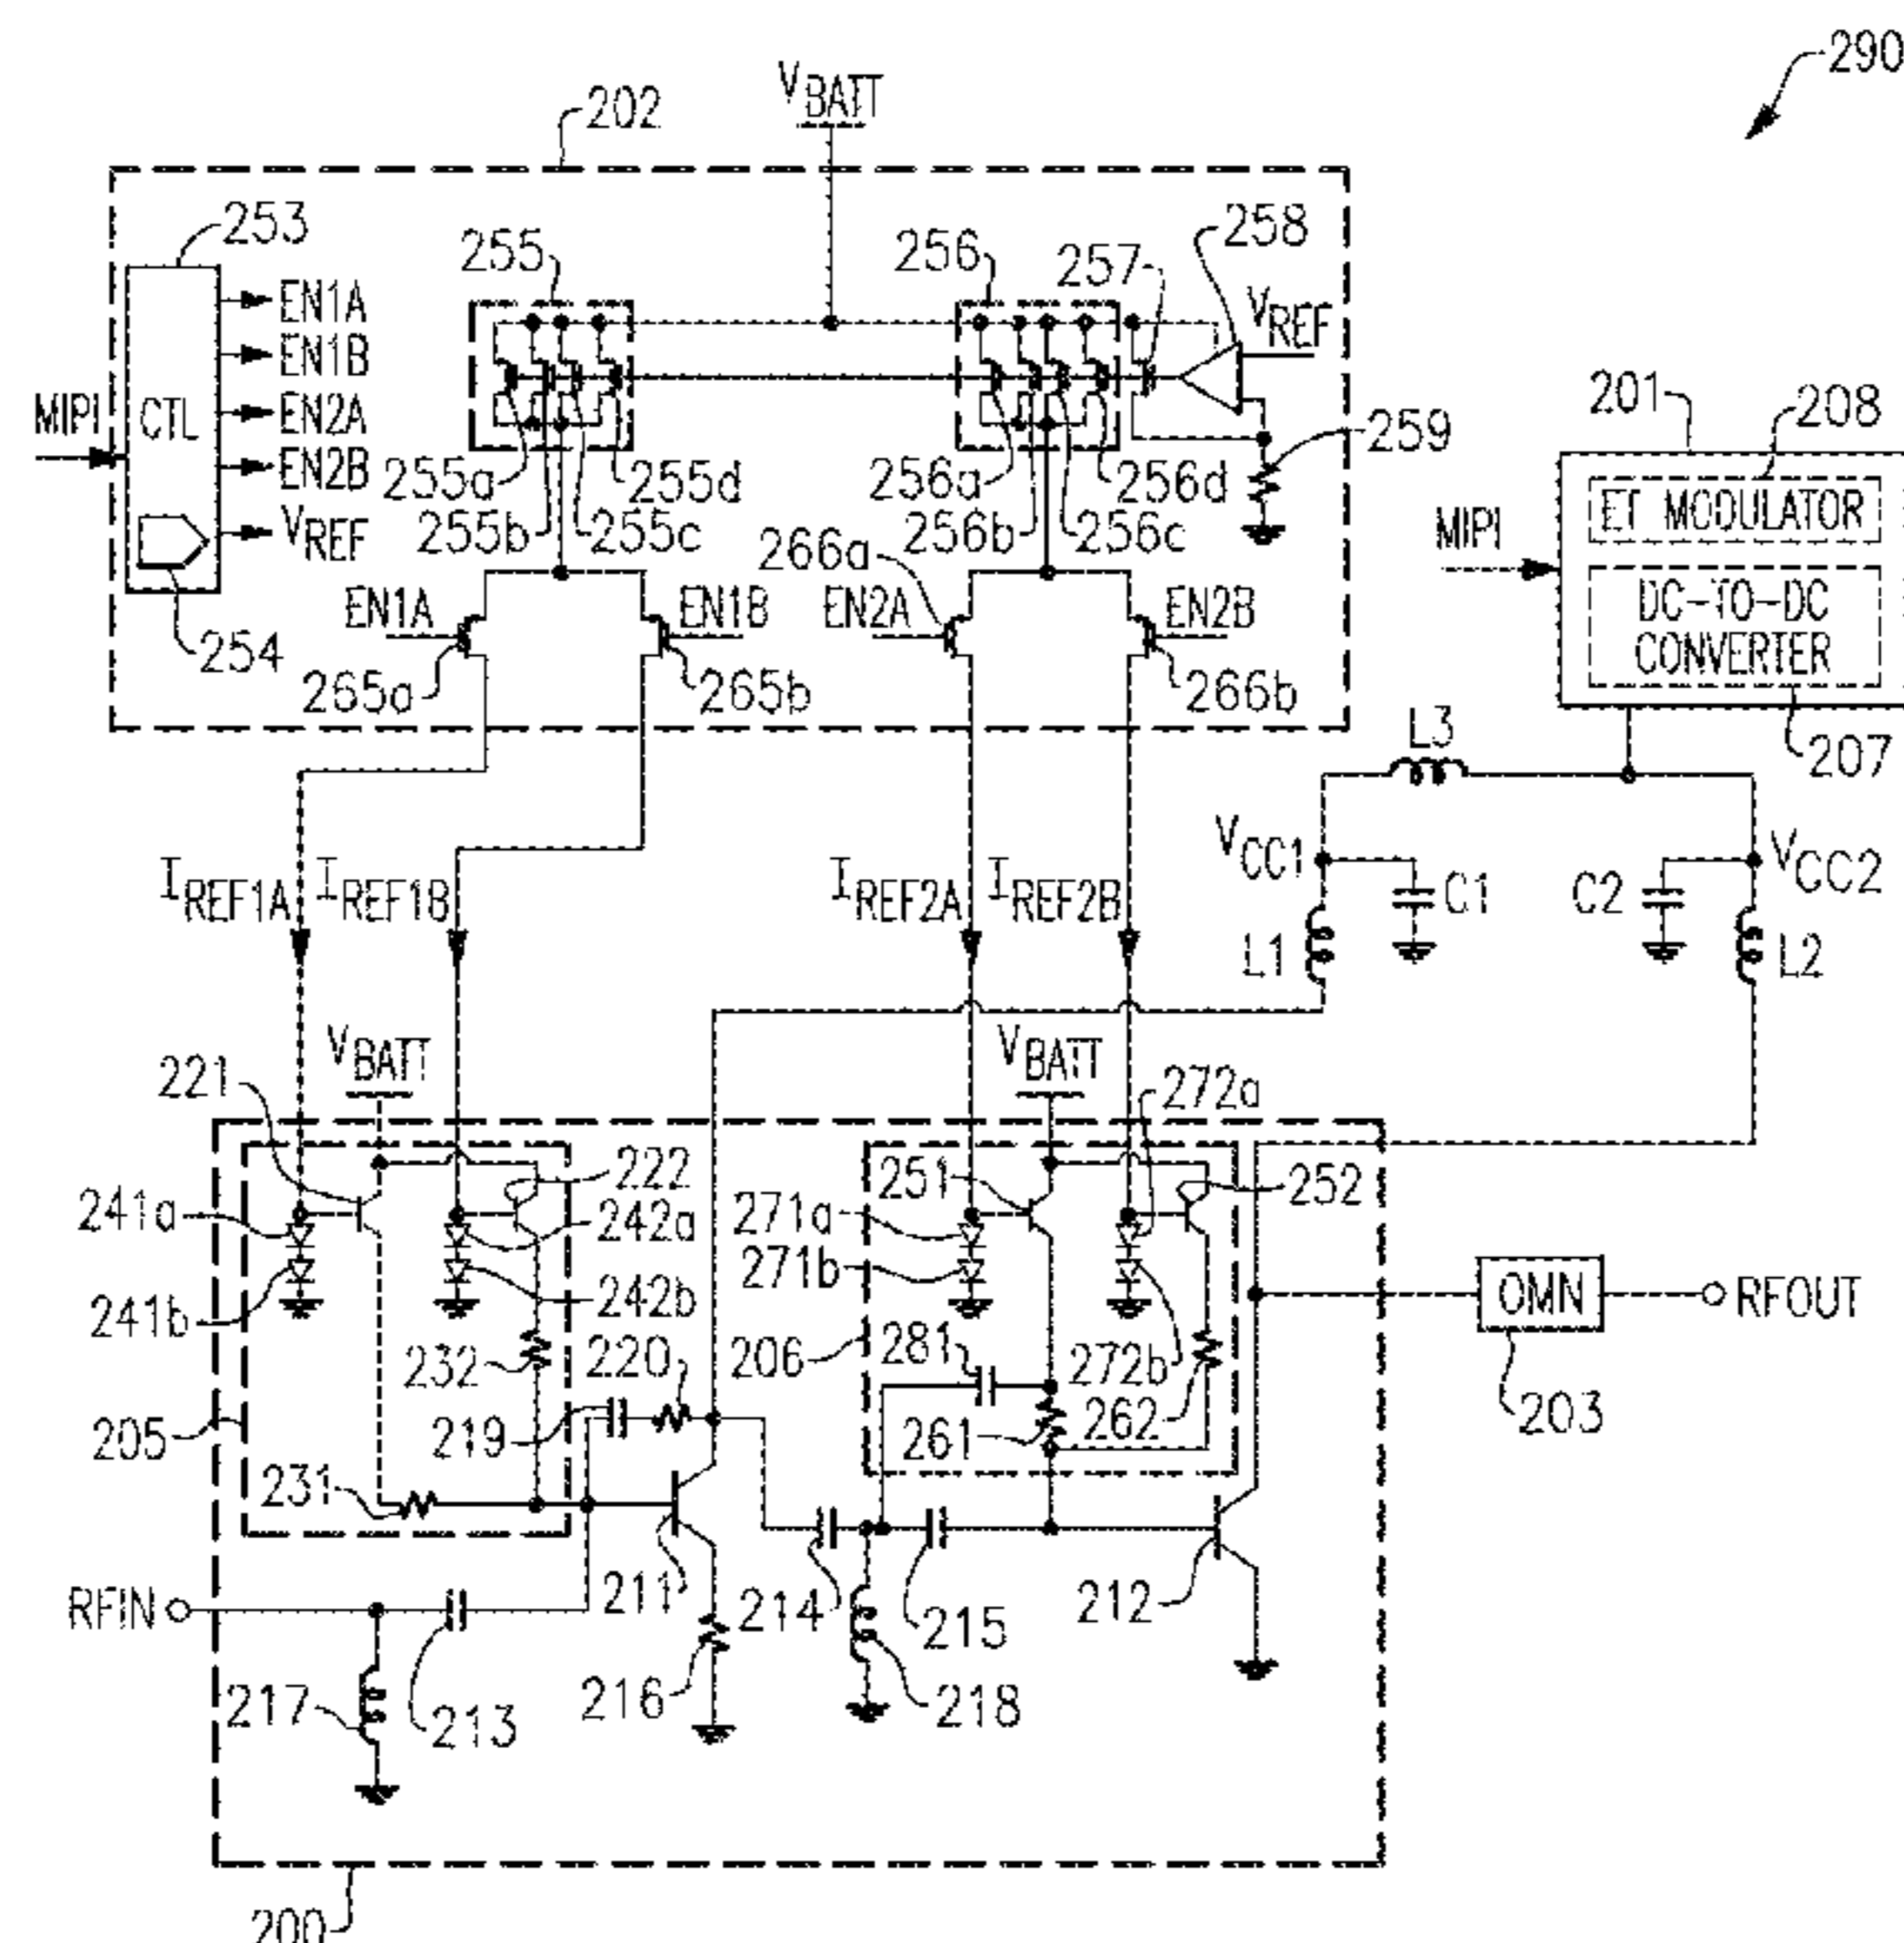 290
V_BATT
202
253
255
256
257
258
V_REF
EN1A
EN1B
EN2A
EN2B
V_REF
MIPI
CTL
254
255a
255b
255c
255d
256a
256b
256c
256d
259
266a
EN1A
EN1B
EN2A
EN2B
265a
265b
266b
201
208
ET MODULATOR
MIPI
DC-TO-DC
CONVERTER
207
L3
V_CC1
C1
C2
V_CC2
L1
L2
I_REF1A
I_REF1B
I_REF2A
I_REF2B
V_BATT
V_BATT
221
222
272a
251
252
241a
242a
271a
271b
241b
242b
232
220
206
281
272b
262
OMN
RFOUT
203
205
219
261
231
RFIN
211
214
215
212
217
213
216
218
200